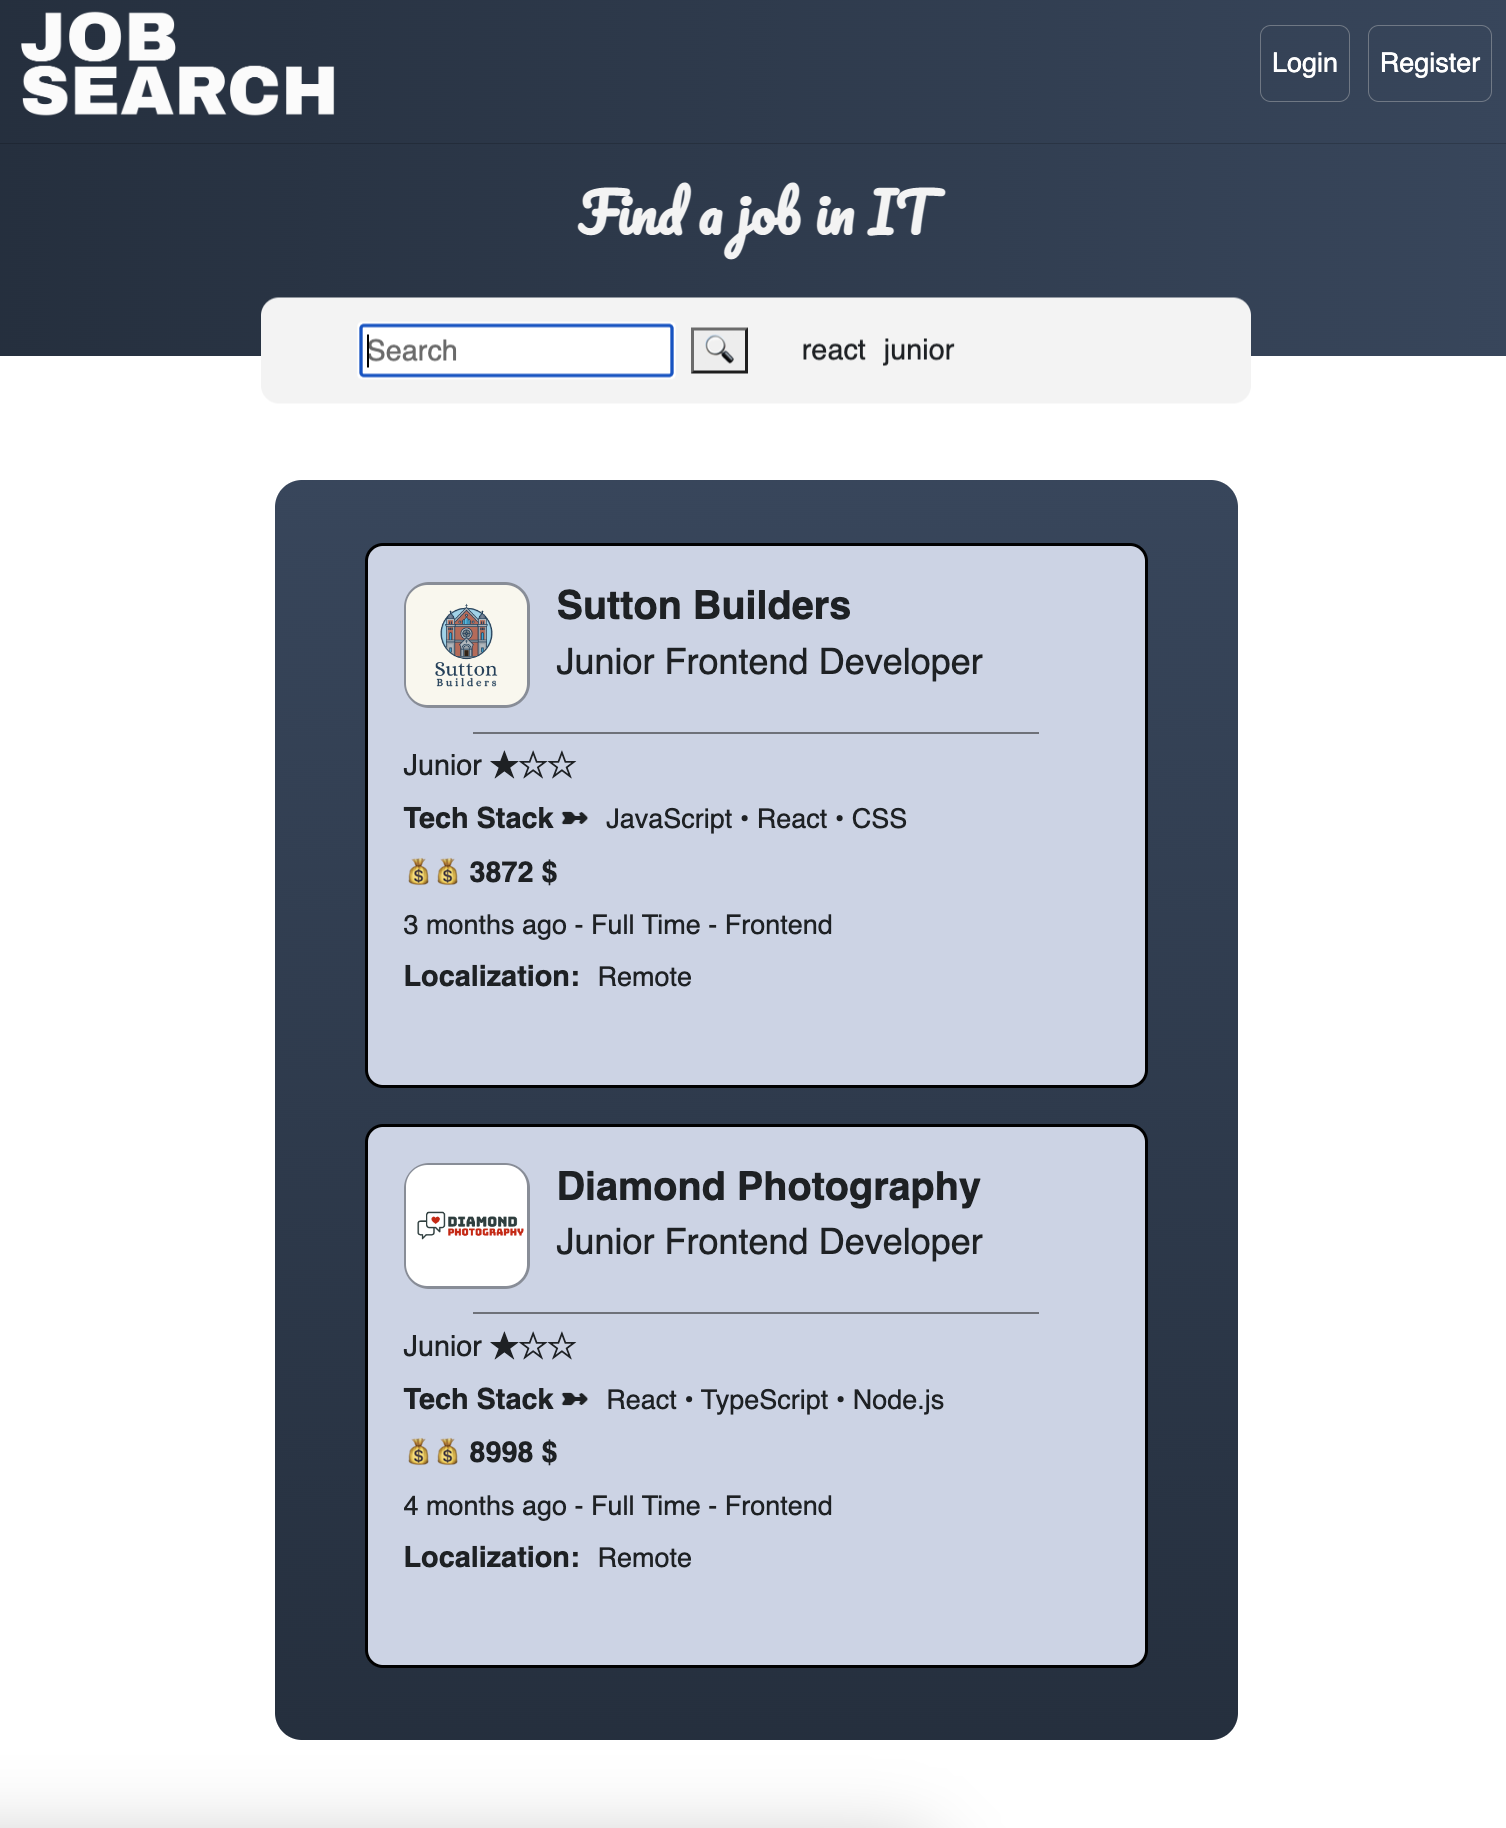 JOB
SEARCH
Login
Register
Find a job in IT
Search
react junior
Sutton
Builders
Sutton Builders
Junior Frontend Developer
Junior ★☆☆
Tech Stack ➳ JavaScript • React • CSS
💰💰 3872 $
3 months ago - Full Time - Frontend
Localization: Remote
DIAMOND
PHOTOGRAPHY
Diamond Photography
Junior Frontend Developer
Junior ★☆☆
Tech Stack ➳ React • TypeScript • Node.js
💰💰 8998 $
4 months ago - Full Time - Frontend
Localization: Remote